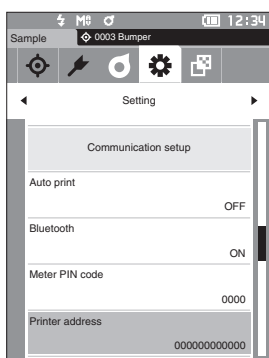 M 12:34
Sample 0003 Bumper
Setting
Communication setup
Auto print
OFF
Bluetooth
ON
Meter PIN code
0000
Printer address
000000000000